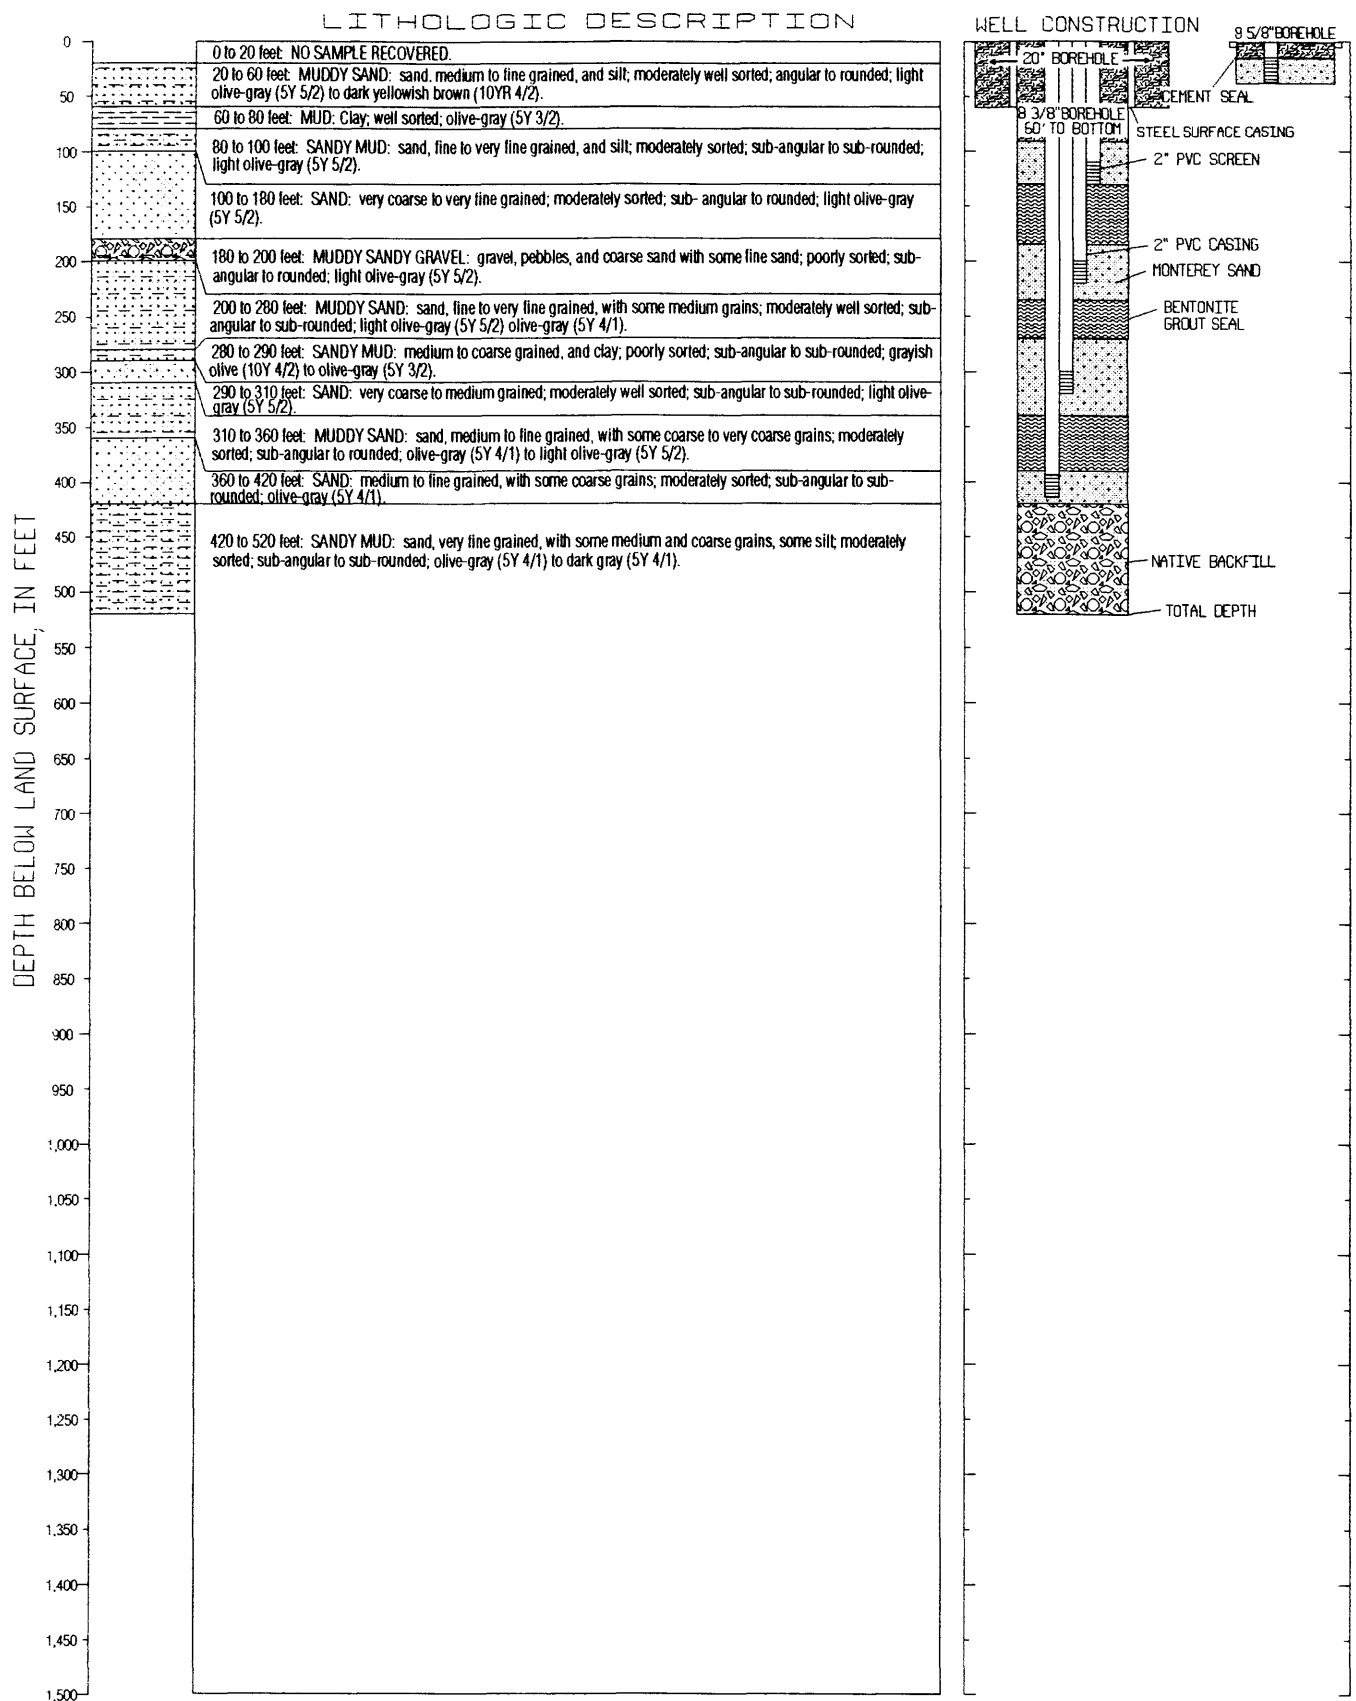 LITHOLOGIC DESCRIPTION
0 to 20 feet: NO SAMPLE RECOVERED.
20 to 60 feet: MUDDY SAND: sand, medium to fine grained, and silt; moderately well sorted; angular to rounded; light
olive-gray (5Y 5/2) to dark yellowish brown (10YR 4/2).
60 to 80 feet: MUD: Clay; well sorted; olive-gray (5Y 3/2).
80 to 100 feet: SANDY MUD: sand, fine to very fine grained, and silt; moderately sorted; sub-angular to sub-rounded;
light olive-gray (5Y 5/2).
100 to 180 feet: SAND: very coarse to very fine grained; moderately sorted; sub- angular to rounded; light olive-gray
(5Y 5/2).
180 to 200 feet: MUDDY SANDY GRAVEL: gravel, pebbles, and coarse sand with some fine sand; poorly sorted; sub-
angular to rounded; light olive-gray (5Y 5/2).
200 to 280 feet: MUDDY SAND: sand, fine to very fine grained, with some medium grains; moderately well sorted; sub-
angular to sub-rounded; light olive-gray (5Y 5/2) olive-gray (5Y 4/1).
280 to 290 feet: SANDY MUD: medium to coarse grained, and clay; poorly sorted; sub-angular to sub-rounded; grayish
olive (10Y 4/2) to olive-gray (5Y 3/2).
290 to 310 feet: SAND: very coarse to medium grained; moderately well sorted; sub-angular to sub-rounded; light olive-
gray (5Y 5/2).
310 to 360 feet: MUDDY SAND: sand, medium to fine grained, with some coarse to very coarse grains; moderately
sorted; sub-angular to rounded; olive-gray (5Y 4/1) to light olive-gray (5Y 5/2).
360 to 420 feet: SAND: medium to fine grained, with some coarse grains; moderately sorted; sub-angular to sub-
rounded; olive-gray (5Y 4/1).
420 to 520 feet: SANDY MUD: sand, very fine grained, with some medium and coarse grains, some silt; moderately
sorted; sub-angular to sub-rounded; olive-gray (5Y 4/1) to dark gray (5Y 4/1).
WELL CONSTRUCTION
8 5/8"BOREHOLE
20" BOREHOLE
CEMENT SEAL
8 3/8"BOREHOLE
60' TO BOTTOM
STEEL SURFACE CASING
2" PVC SCREEN
2" PVC CASING
MONTEREY SAND
BENTONITE
GROUT SEAL
NATIVE BACKFILL
TOTAL DEPTH
DEPTH BELOW LAND SURFACE, IN FEET
0
50
100
150
200
250
300
350
400
450
500
550
600
650
700
750
800
850
900
950
1,000
1,050
1,100
1,150
1,200
1,250
1,300
1,350
1,400
1,450
1,500